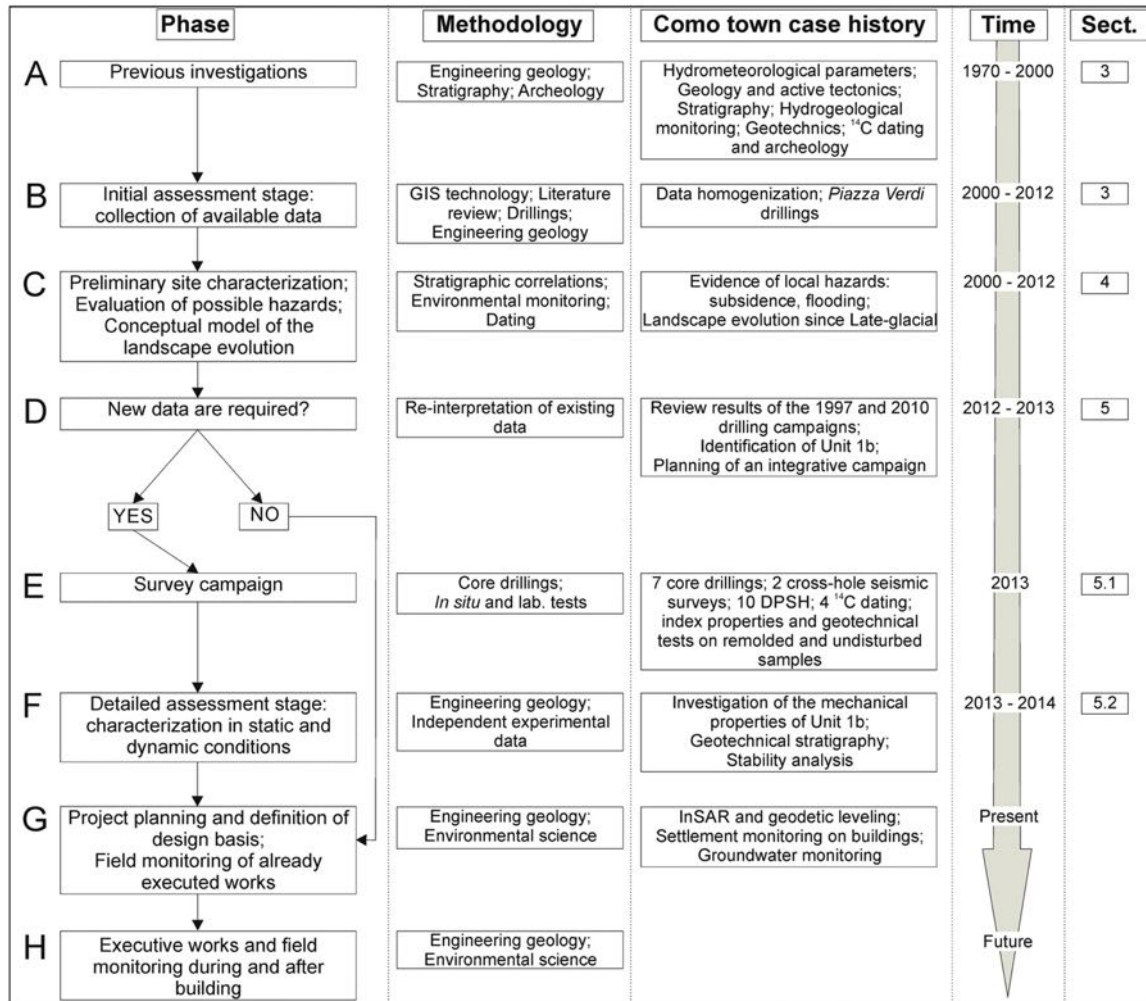 Phase
Methodology
Como town case history
Time
Sect.
A
Previous investigations
Engineering geology;
Stratigraphy; Archeology
Hydrometeorological parameters;
Geology and active tectonics;
Stratigraphy; Hydrogeological
monitoring; Geotechnics; ¹⁴C dating
and archeology
1970 - 2000
3
B
Initial assessment stage:
collection of available data
GIS technology; Literature
review; Drillings;
Engineering geology
Data homogenization; Piazza Verdi
drillings
2000 - 2012
3
C
Preliminary site characterization;
Evaluation of possible hazards;
Conceptual model of the
landscape evolution
Stratigraphic correlations;
Environmental monitoring;
Dating
Evidence of local hazards:
subsidence, flooding;
Landscape evolution since Late-glacial
2000 - 2012
4
D
New data are required?
Re-interpretation of existing
data
Review results of the 1997 and 2010
drilling campaigns;
Identification of Unit 1b;
Planning of an integrative campaign
2012 - 2013
5
YES
NO
E
Survey campaign
Core drillings;
In situ and lab. tests
7 core drillings; 2 cross-hole seismic
surveys; 10 DPSH; 4 ¹⁴C dating;
index properties and geotechnical
tests on remolded and undisturbed
samples
2013
5.1
F
Detailed assessment stage:
characterization in static and
dynamic conditions
Engineering geology;
Independent experimental
data
Investigation of the mechanical
properties of Unit 1b;
Geotechnical stratigraphy;
Stability analysis
2013 - 2014
5.2
G
Project planning and definition of
design basis;
Field monitoring of already
executed works
Engineering geology;
Environmental science
InSAR and geodetic leveling;
Settlement monitoring on buildings;
Groundwater monitoring
Present
H
Executive works and field
monitoring during and after
building
Engineering geology;
Environmental science
Future